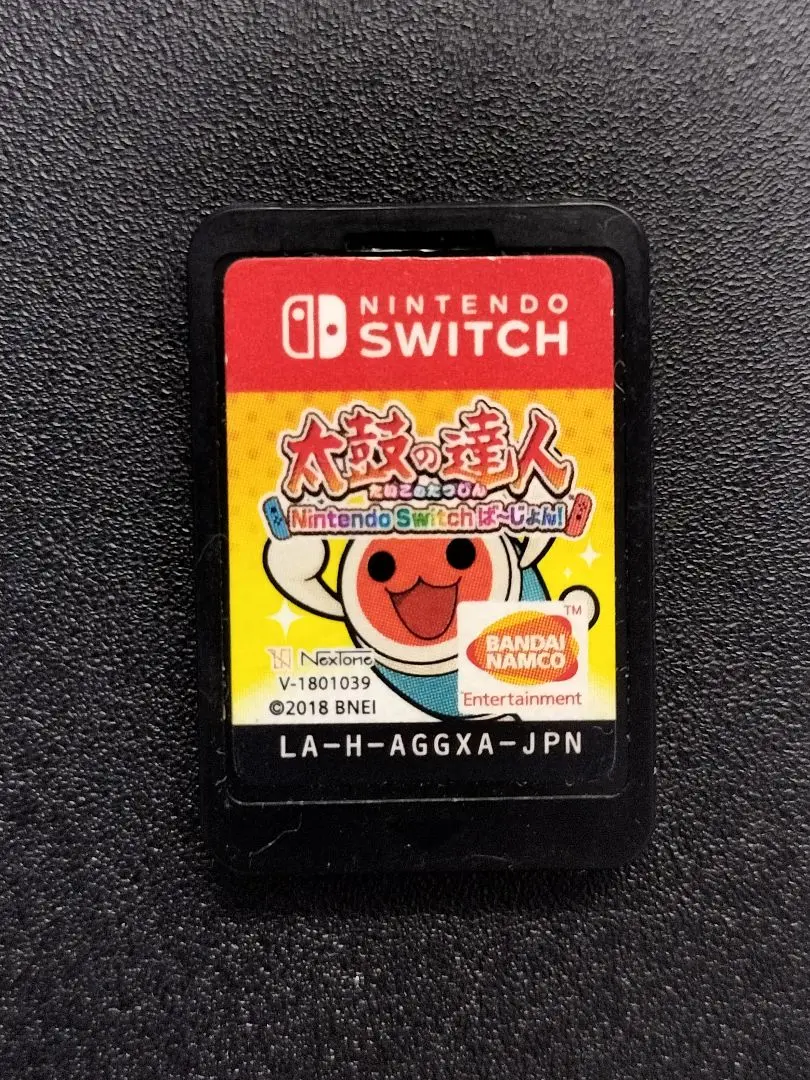 NINTENDO
SWITCH
太鼓の達人
たいこのたつじん
Nintendo Switchば〜じょん!
TM
BANDAI
NAMCO
Entertainment
NexTone
V-1801039
©2018 BNEI
LA-H-AGGXA-JPN